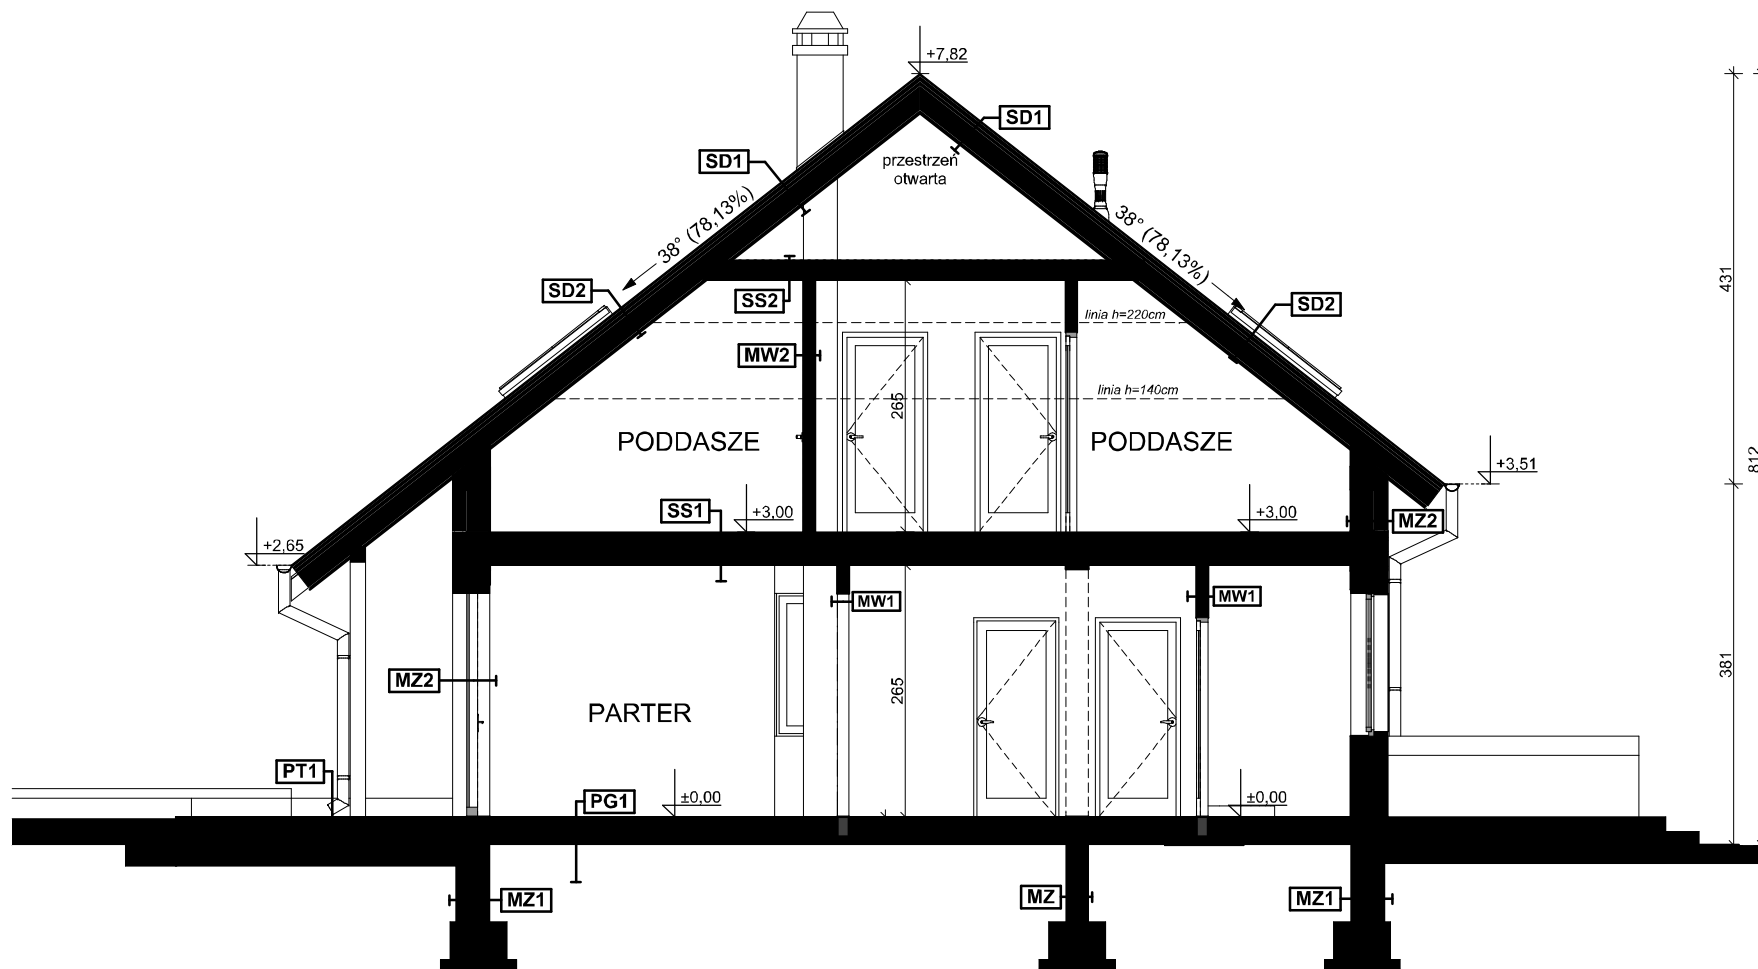 +7,82
SD1
SD1
przestrzeń
otwarta
38° (78,13%)
38° (78,13%)
431
SD2
SS2
SD2
linia h=220cm
MW2
linia h=140cm
265
PODDASZE
PODDASZE
812
+3,51
SS1
+3,00
+3,00
MZ2
+2,65
MW1
MW1
MZ2
265
381
PARTER
PT1
PG1
±0,00
±0,00
MZ1
MZ
MZ1